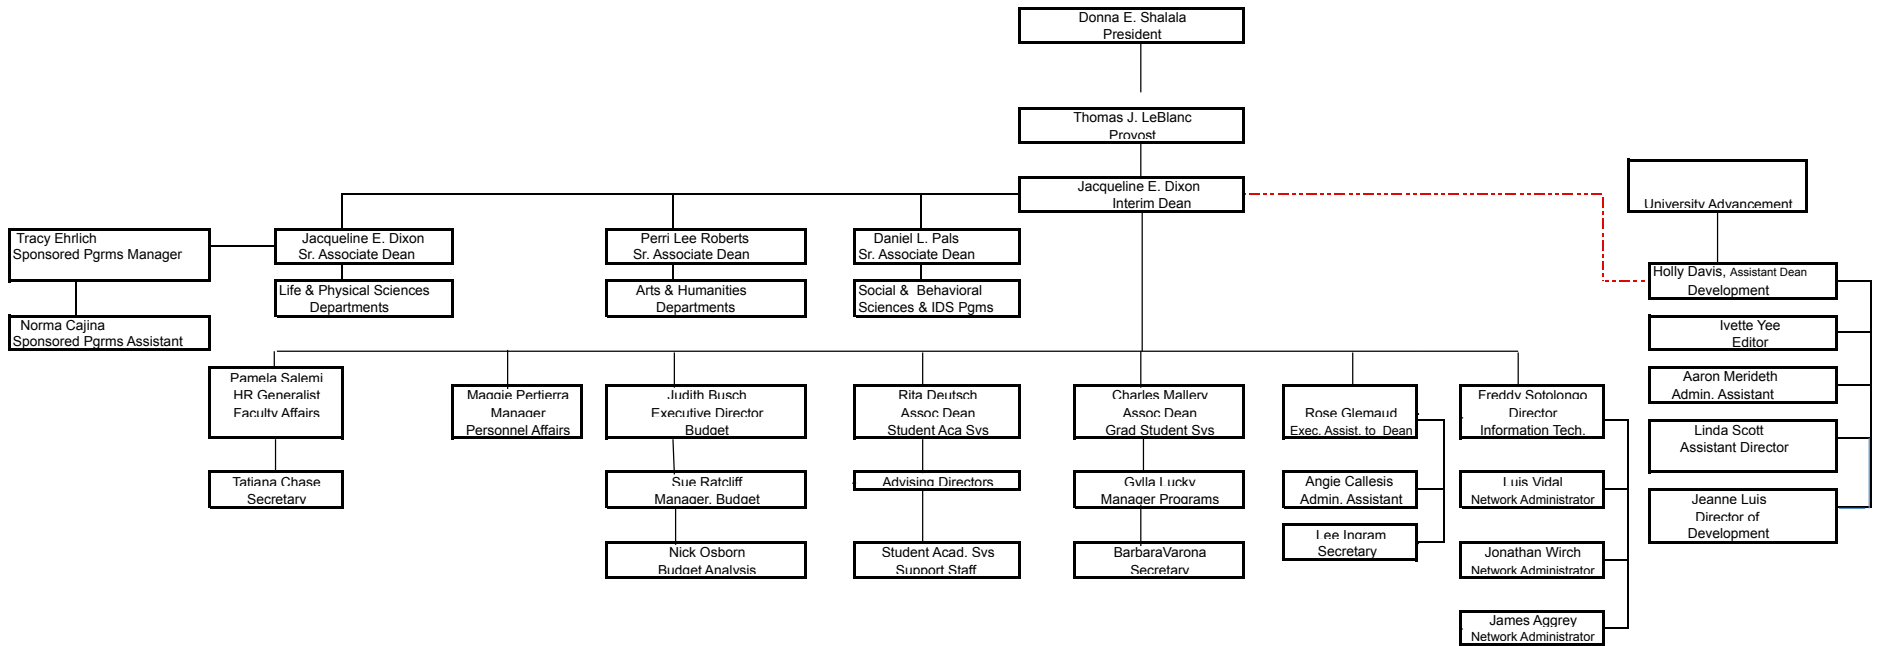 Donna E. Shalala
President
Thomas J. LeBlanc
Provost
Jacqueline E. Dixon
Interim Dean
University Advancement
Tracy Ehrlich
Sponsored Pgrms Manager
Jacqueline E. Dixon
Sr. Associate Dean
Perri Lee Roberts
Sr. Associate Dean
Daniel L. Pals
Sr. Associate Dean
Holly Davis, Assistant Dean
Development
Life & Physical Sciences
Departments
Arts & Humanities
Departments
Social & Behavioral
Sciences & IDS Pgms
Norma Cajina
Sponsored Pgrms Assistant
Ivette Yee
Editor
Pamela Salemi
HR Generalist
Faculty Affairs
Maggie Pertierra
Manager
Personnel Affairs
Judith Busch
Executive Director
Budget
Rita Deutsch
Assoc Dean
Student Aca Svs
Charles Mallery
Assoc Dean
Grad Student Svs
Rose Glemaud
Exec. Assist. to Dean
Freddy Sotolongo
Director
Information Tech.
Aaron Merideth
Admin. Assistant
Linda Scott
Assistant Director
Tatiana Chase
Secretary
Sue Ratcliff
Manager, Budget
Advising Directors
Gylla Lucky
Manager Programs
Angie Callesis
Admin. Assistant
Luis Vidal
Network Administrator
Jeanne Luis
Director of
Development
Nick Osborn
Budget Analysis
Student Acad. Svs
Support Staff
BarbaraVarona
Secretary
Lee Ingram
Secretary
Jonathan Wirch
Network Administrator
James Aggrey
Network Administrator